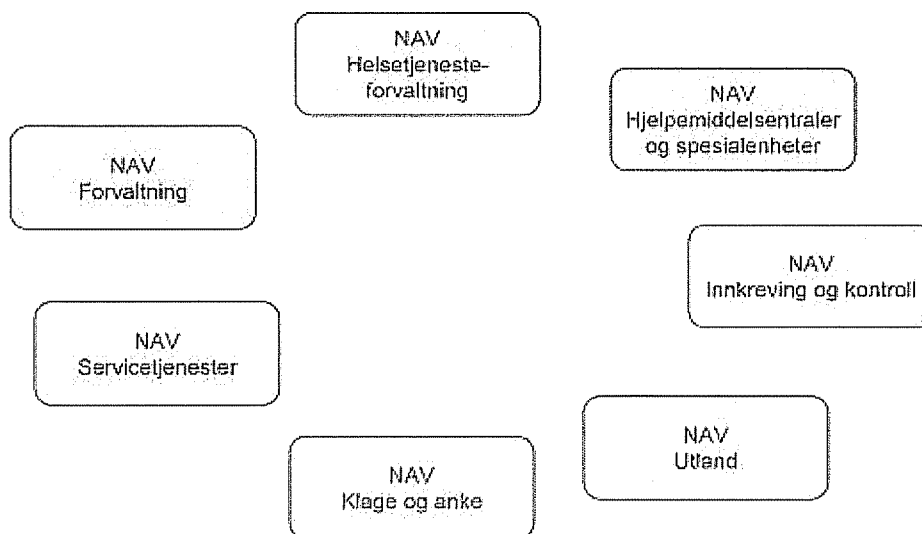 NAV
Helsetjeneste-
forvaltning
NAV
Hjelpemiddelsentraler
og spesialenheter
NAV
Forvaltning
NAV
Innkreving og kontroll
NAV
Servicetjenester
NAV
Utland
NAV
Klage og anke